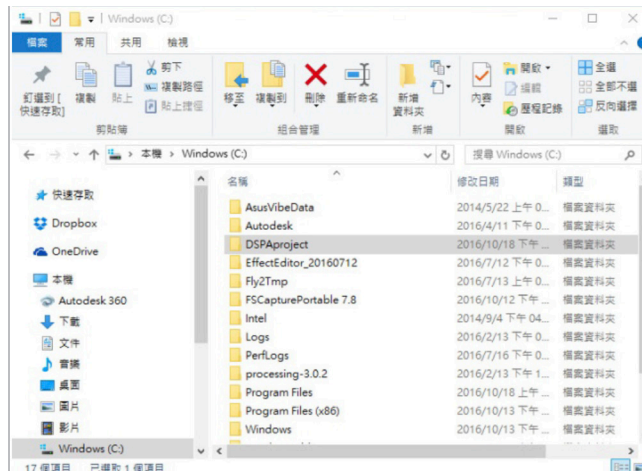 Windows (C:)
檔案 常用 共用 檢視
釘選到 [快速存取]
複製
貼上
剪下
複製路徑
貼上捷徑
剪貼簿
移至
複製到
刪除
重新命名
組合管理
新增
資料夾
新增
內容
開啟
編輯
歷程記錄
開啟
全選
全部不選
反向選擇
選取
本機 › Windows (C:)
搜尋 Windows (C:)
快速存取
Dropbox
OneDrive
本機
Autodesk 360
下載
文件
音樂
桌面
圖片
影片
Windows (C:)
名稱 修改日期 類型
AsusVibeData 2014/5/22 上午 0... 檔案資料夾
Autodesk 2016/4/11 下午 0... 檔案資料夾
DSPAproject 2016/10/18 下午 ... 檔案資料夾
EffectEditor_20160712 2016/7/12 下午 0... 檔案資料夾
Fly2Tmp 2016/7/13 上午 0... 檔案資料夾
FSCapturePortable 7.8 2016/10/12 下午 ... 檔案資料夾
Intel 2014/9/4 下午 04... 檔案資料夾
Logs 2016/2/13 下午 0... 檔案資料夾
PerfLogs 2016/7/16 下午 0... 檔案資料夾
processing-3.0.2 2016/2/13 下午 1... 檔案資料夾
Program Files 2016/10/18 上午 ... 檔案資料夾
Program Files (x86) 2016/10/13 下午 ... 檔案資料夾
Windows 2016/10/13 下午 ... 檔案資料夾
17 個項目 已選取 1 個項目